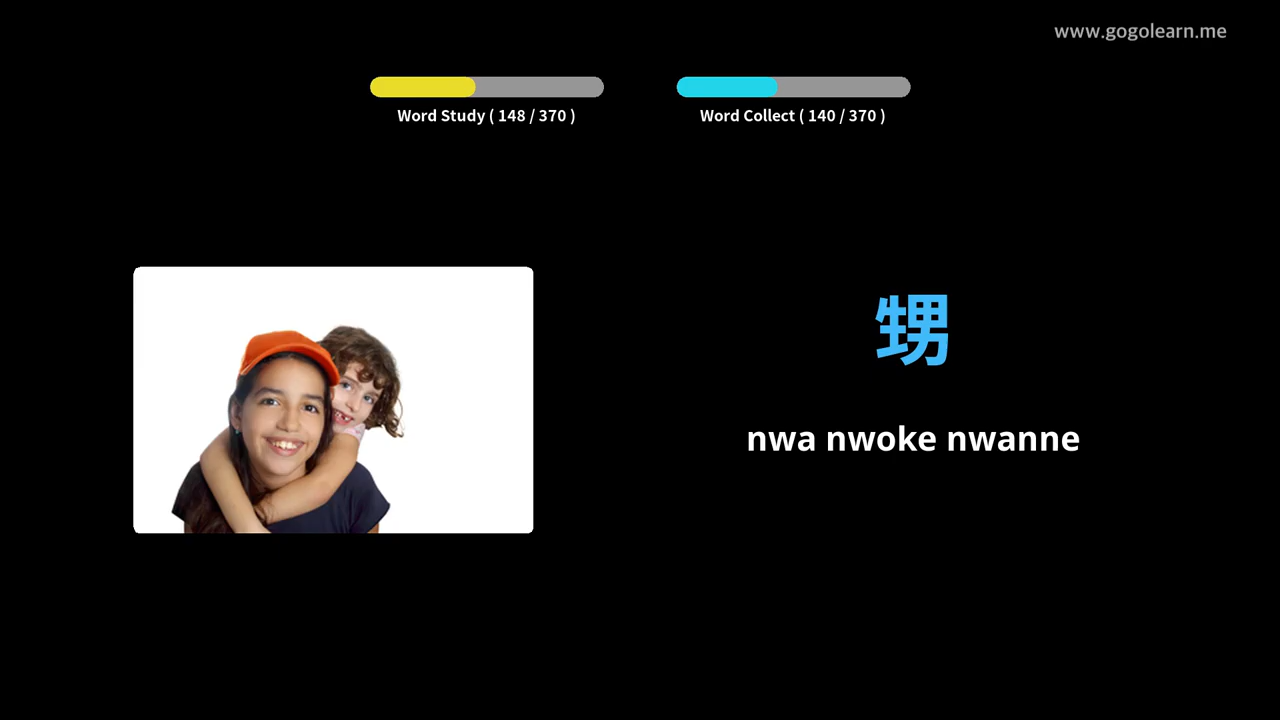 www.gogolearn.me
Word Study ( 148 / 370 )
Word Collect ( 140 / 370 )
甥
nwa nwoke nwanne